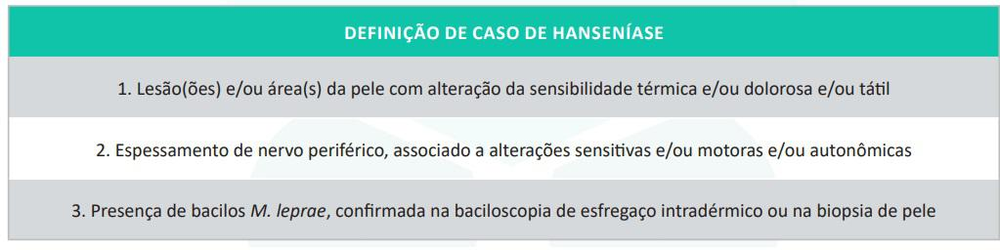 DEFINIÇÃO DE CASO DE HANSENÍASE
1. Lesão(ões) e/ou área(s) da pele com alteração da sensibilidade térmica e/ou dolorosa e/ou tátil
2. Espessamento de nervo periférico, associado a alterações sensitivas e/ou motoras e/ou autonômicas
3. Presença de bacilos M. leprae, confirmada na baciloscopia de esfregaço intradérmico ou na biopsia de pele